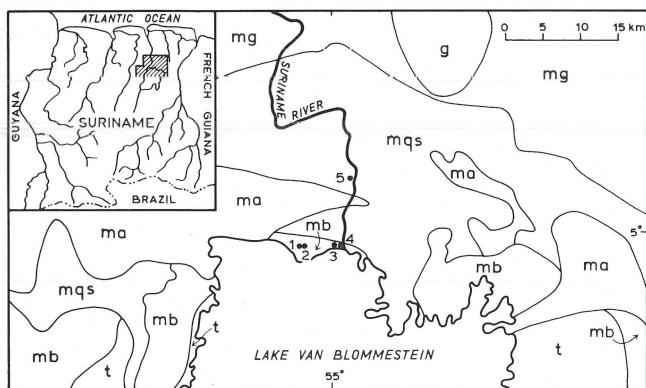 ATLANTIC OCEAN
GUYANA
SURINAME
FRENCH GUIANA
BRAZIL
mg
g
0 5 10 15 km
mg
SURINAME RIVER
mqs
5
ma
ma
mb
4
1
2
3
5°
ma
mb
ma
mqs
mb
mb
t
mb
t
t
LAKE VAN BLOMMESTEIN
55°